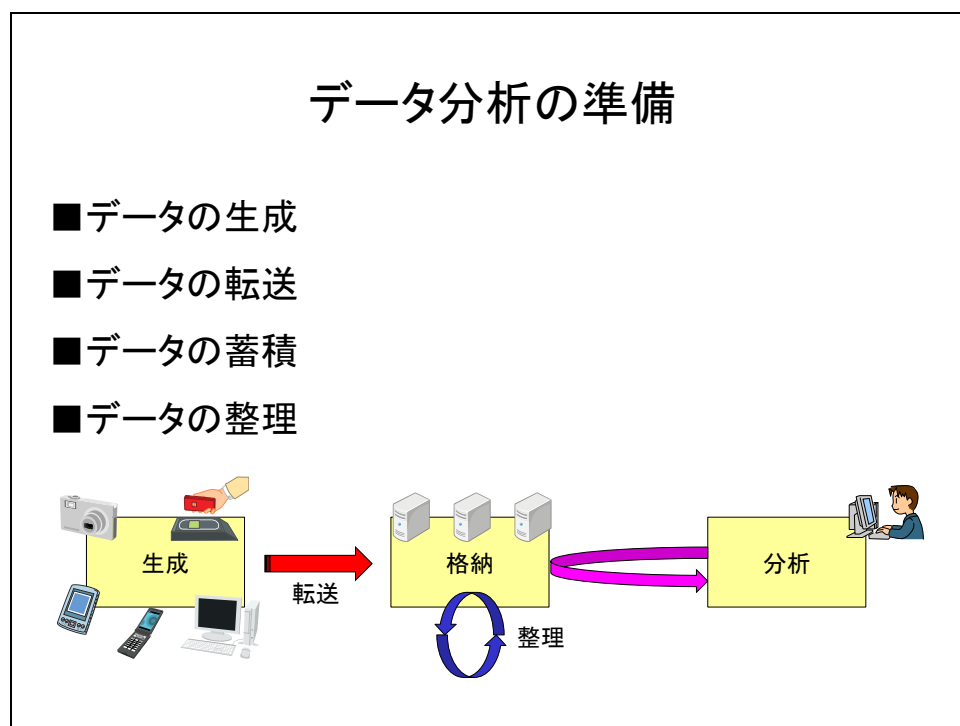 データ分析の準備
■データの生成
■データの転送
■データの蓄積
■データの整理
生成
転送
格納
整理
分析